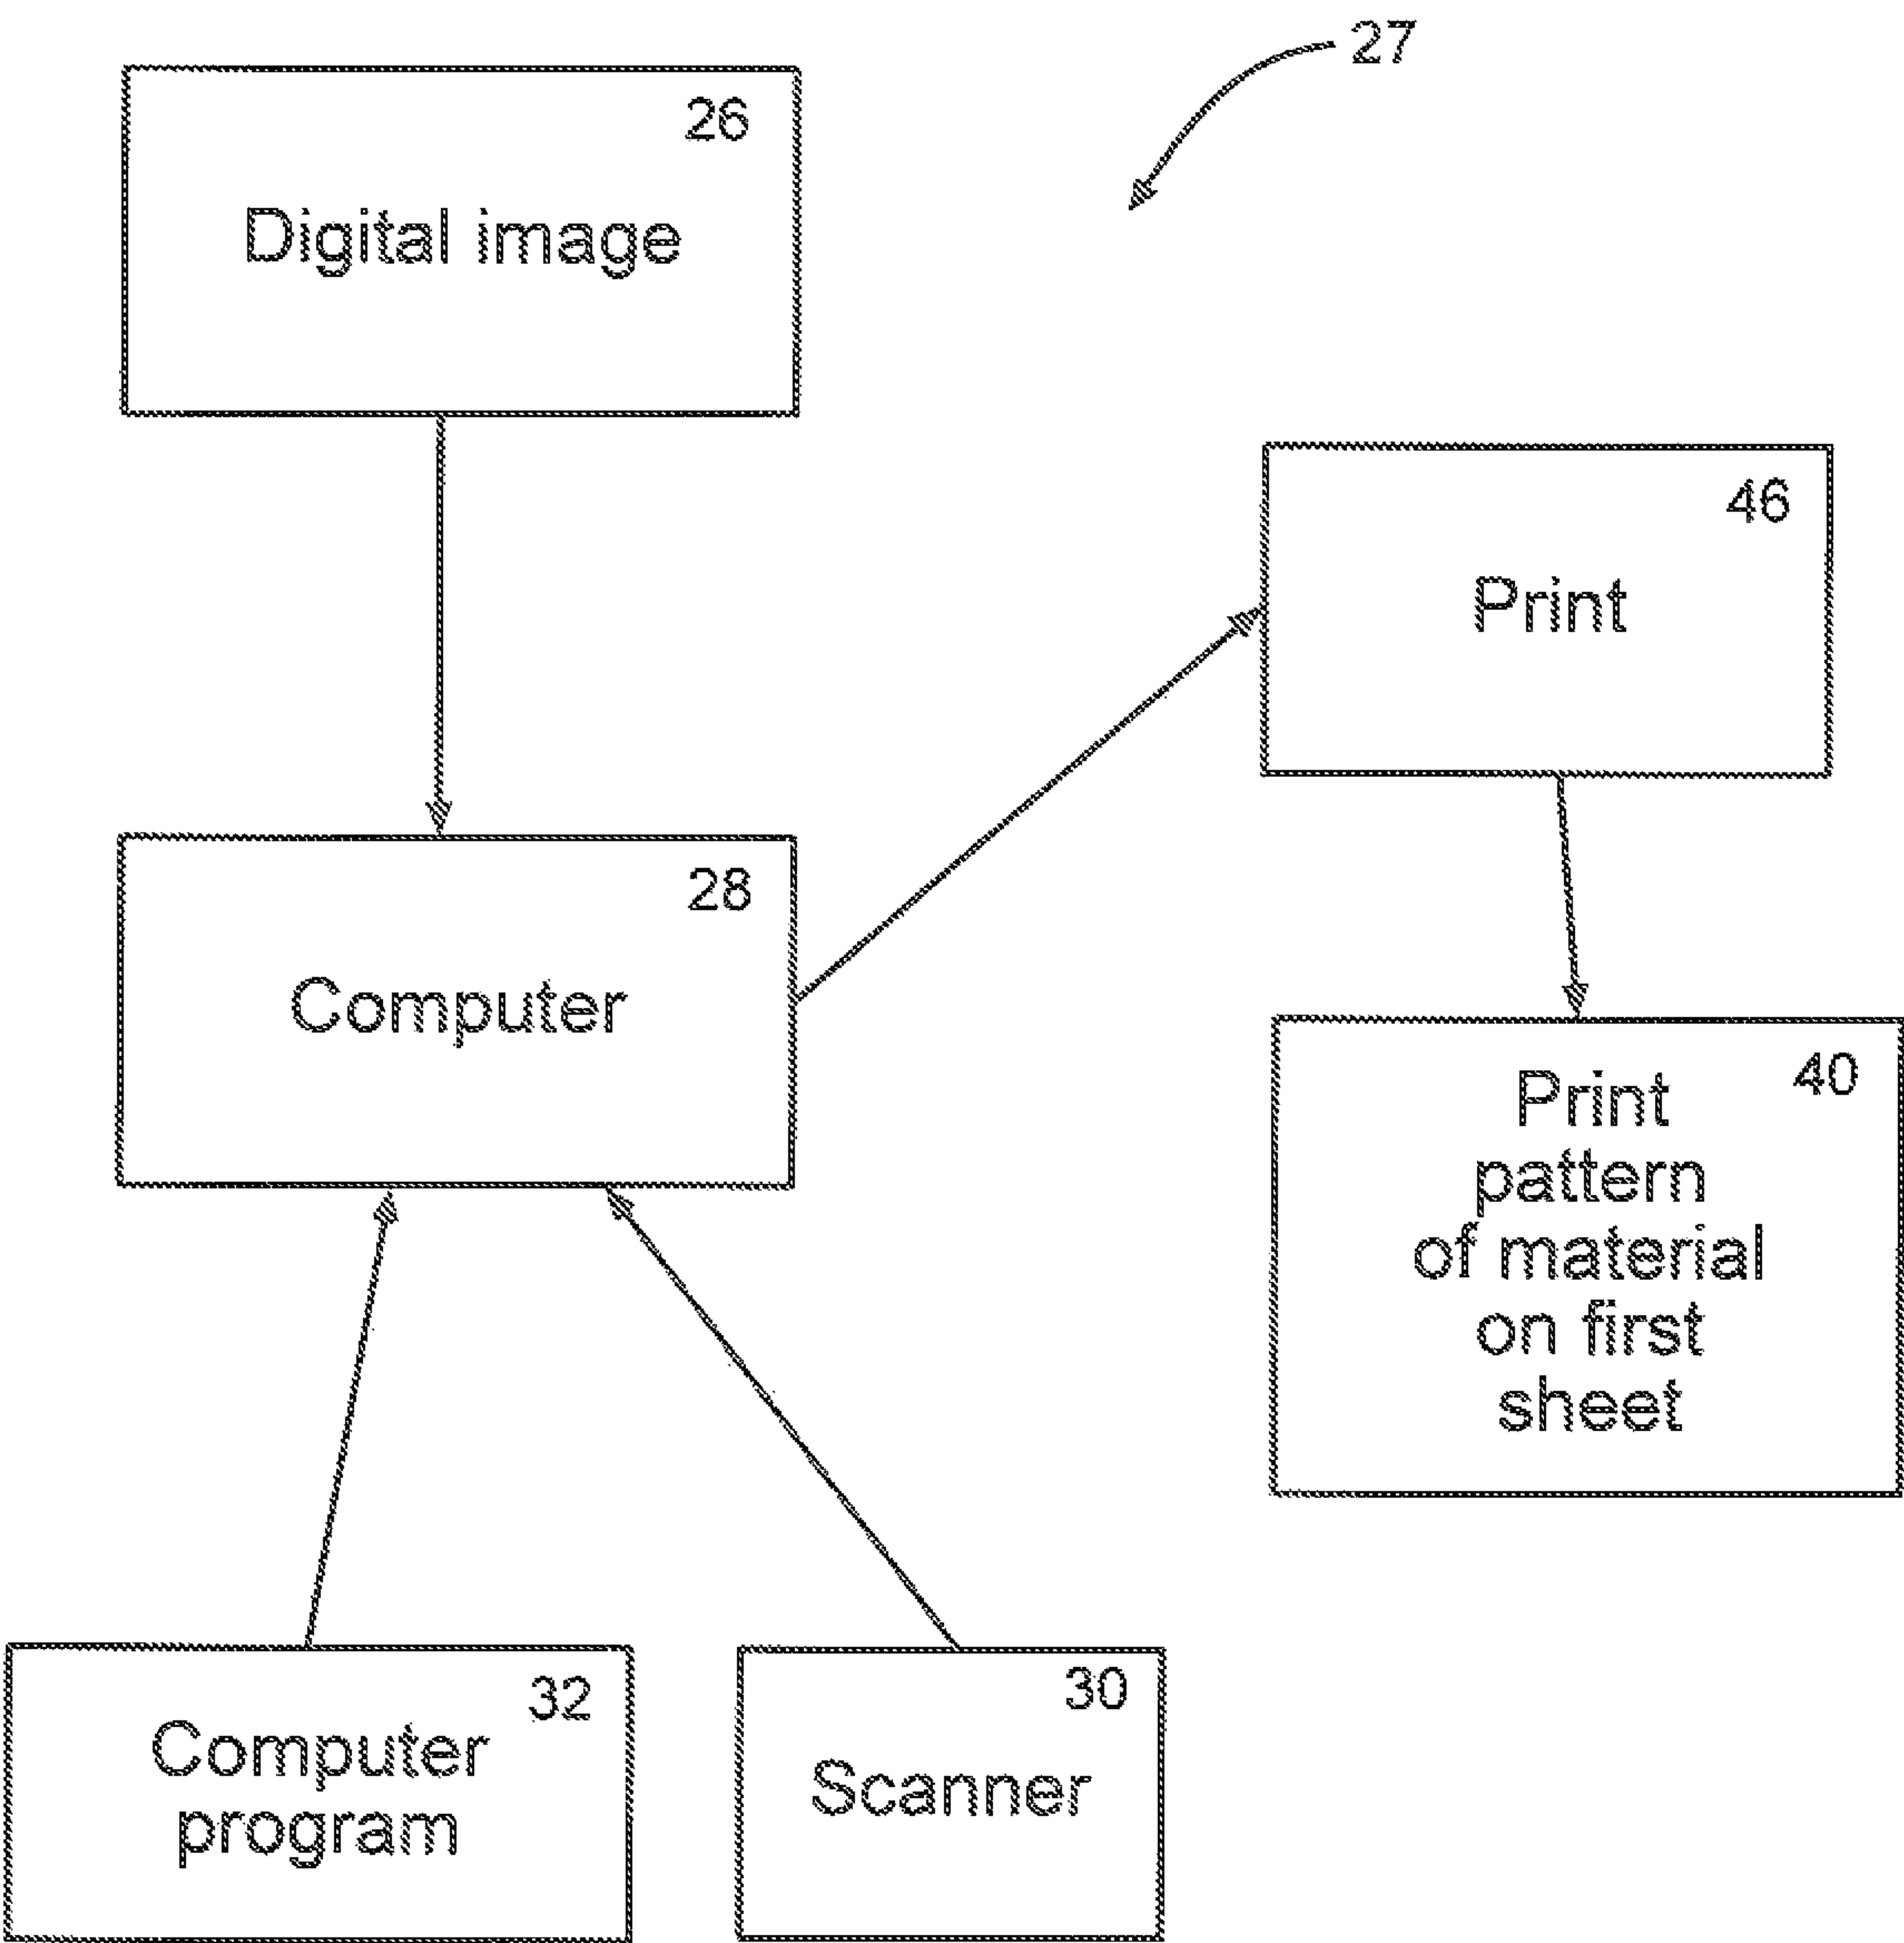 27
26
Digital image
46
Print
28
Computer
40
Print
pattern
of material
on first
sheet
32
Computer
program
30
Scanner